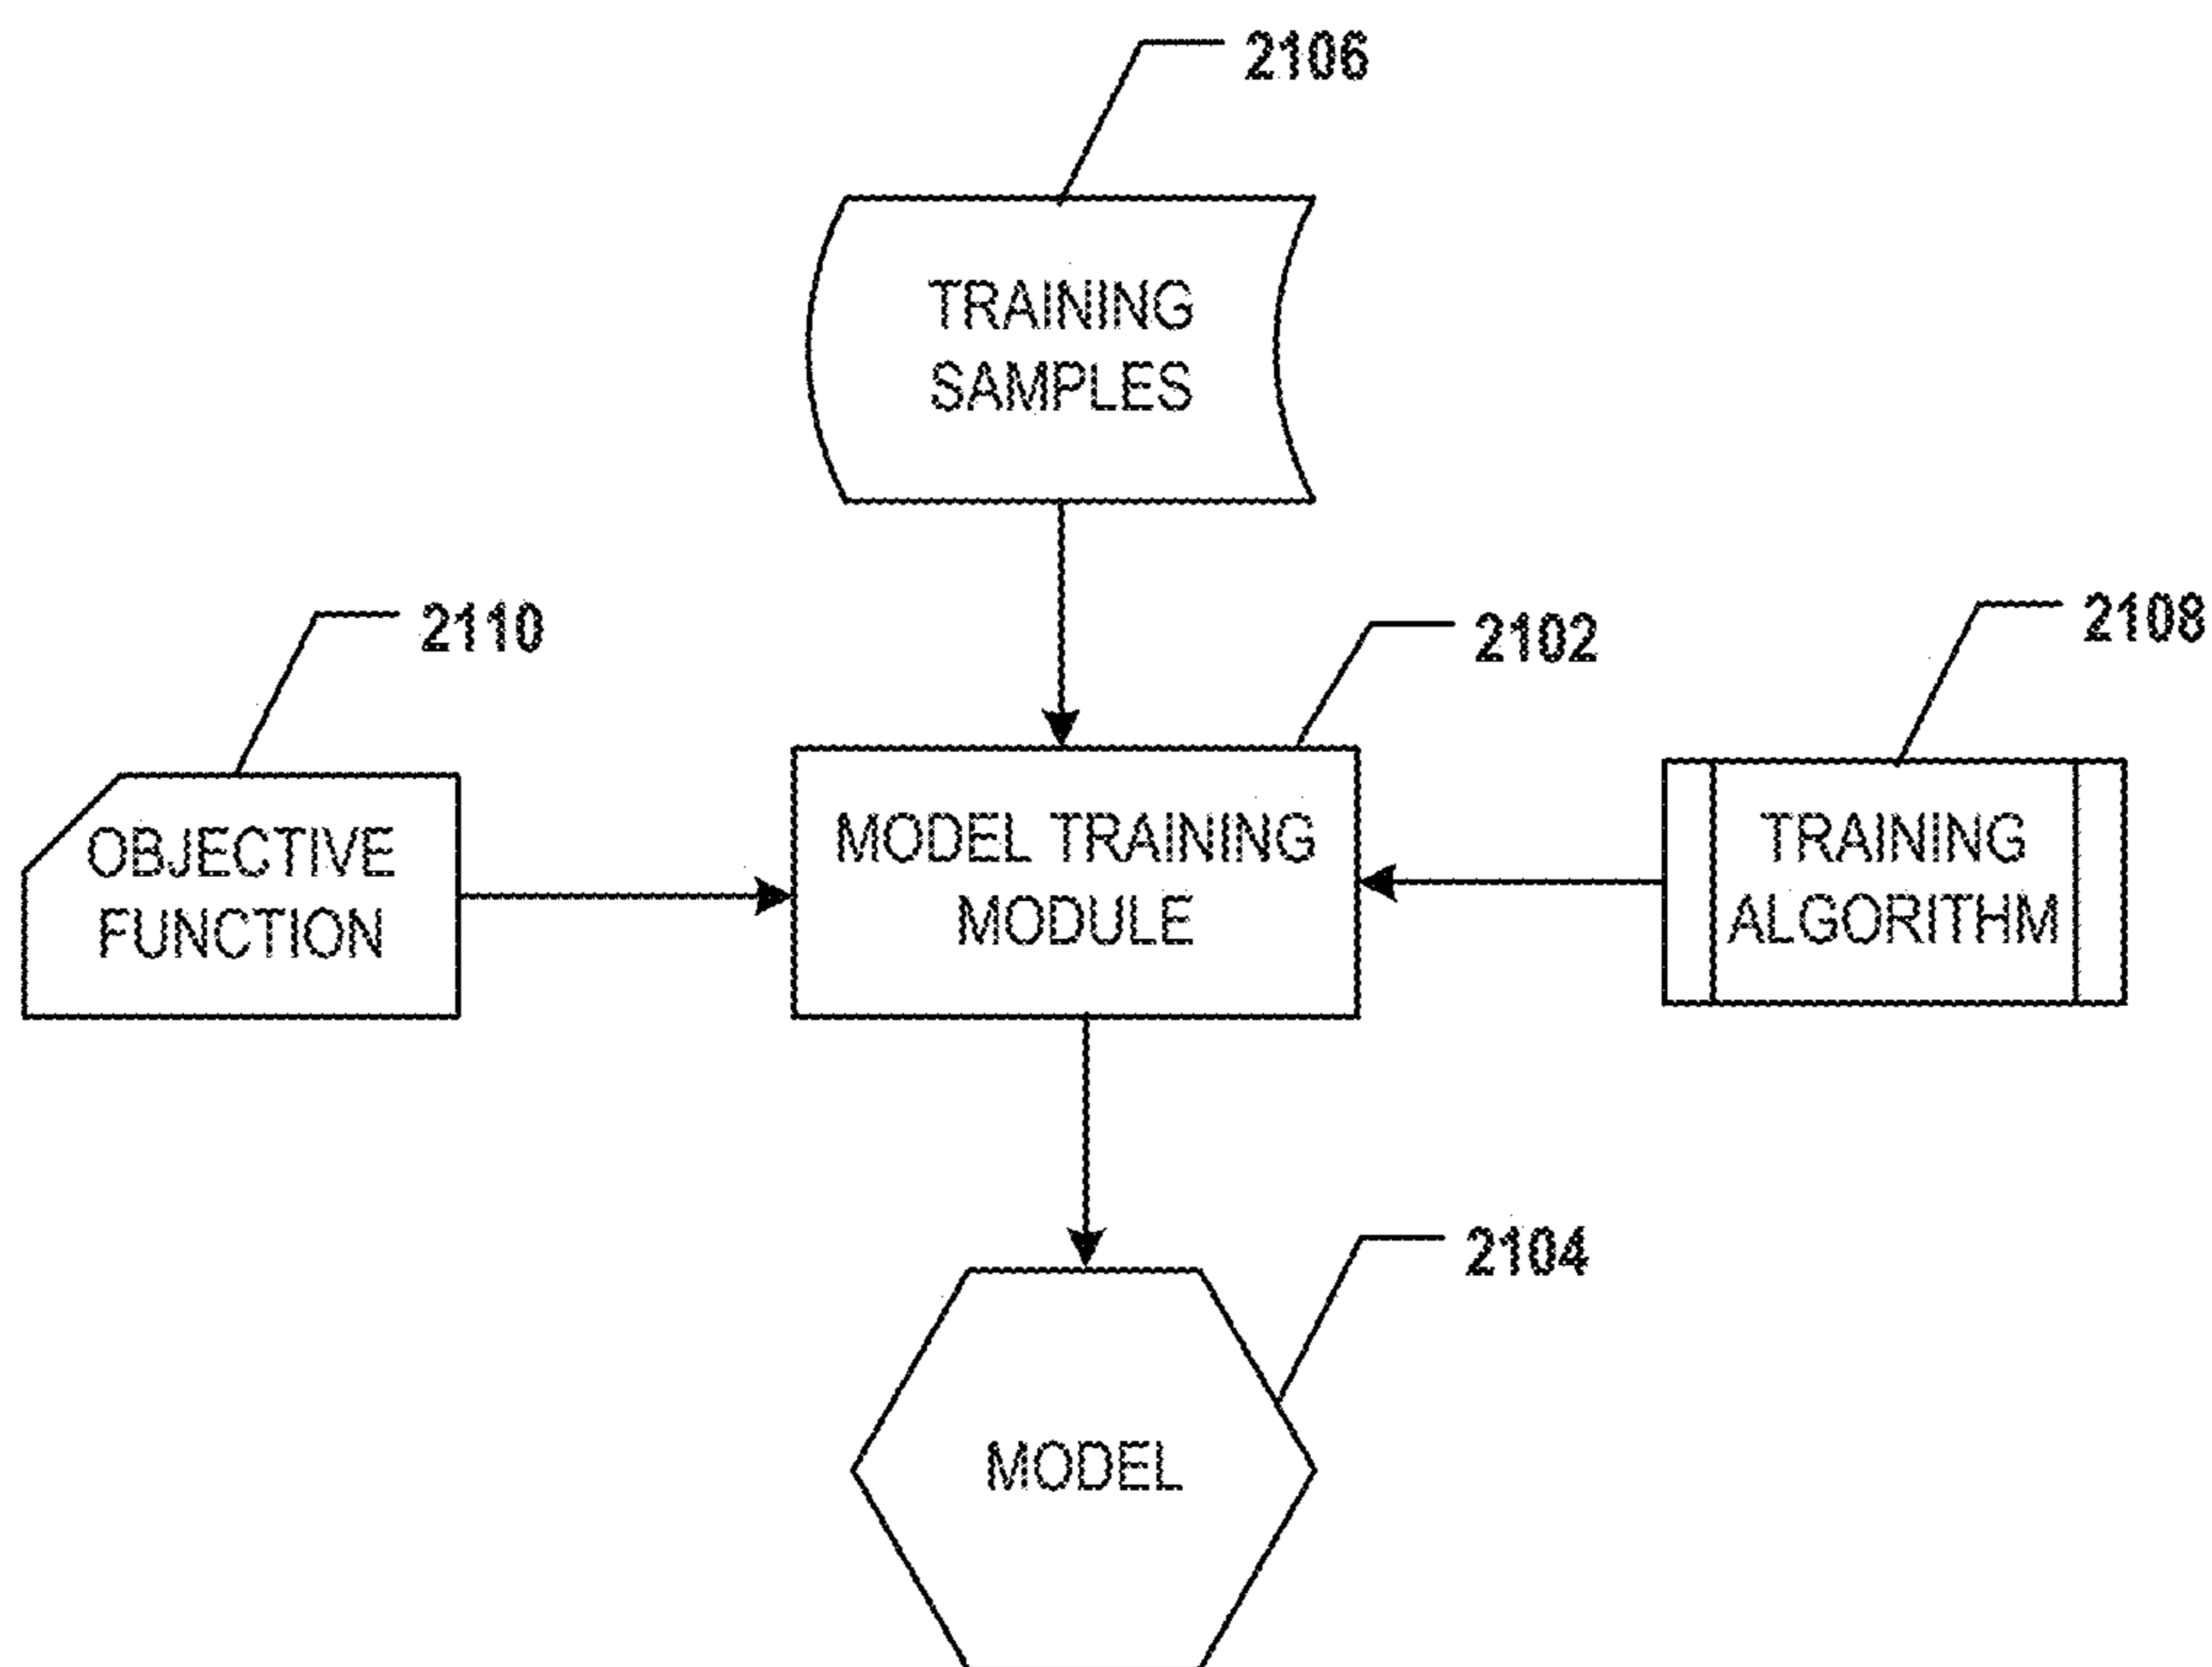 2106
TRAINING
SAMPLES
2110
2102
2108
OBJECTIVE
FUNCTION
MODEL TRAINING
MODULE
TRAINING
ALGORITHM
2104
MODEL